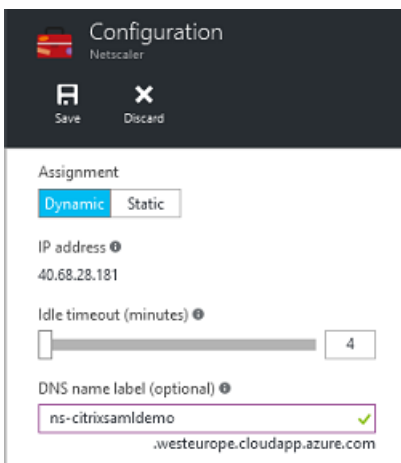 Configuration
Netscaler
Save Discard
Assignment
Dynamic Static
IP address
40.68.28.181
Idle timeout (minutes)
4
DNS name label (optional)
ns-citrixsamldemo
.westeurope.cloudapp.azure.com